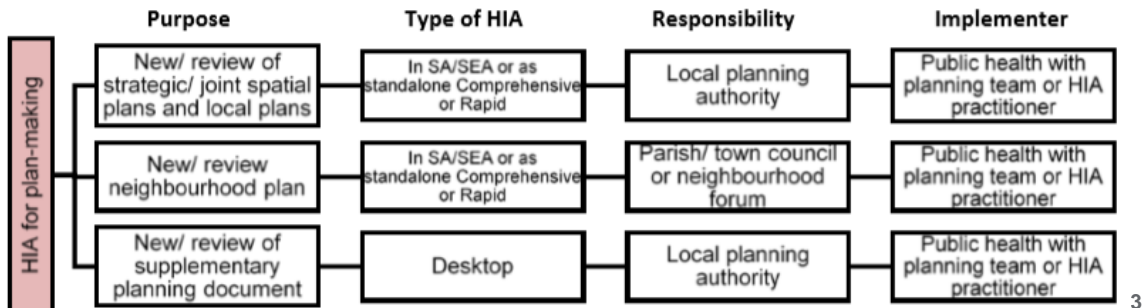 Purpose
Type of HIA
Responsibility
Implementer
HIA for plan-making
New/ review of
strategic/ joint spatial
plans and local plans
In SA/SEA or as
standalone Comprehensive
or Rapid
Local planning
authority
Public health with
planning team or HIA
practitioner
New/ review
neighbourhood plan
In SA/SEA or as
standalone Comprehensive
or Rapid
Parish/ town council
or neighbourhood
forum
Public health with
planning team or HIA
practitioner
New/ review of
supplementary
planning document
Desktop
Local planning
authority
Public health with
planning team or HIA
practitioner
3